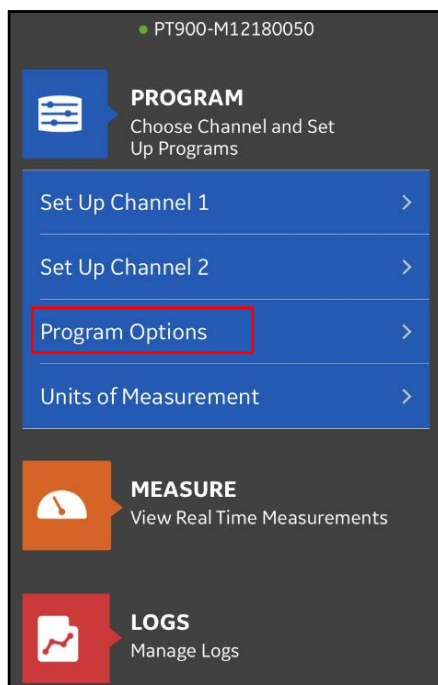 PT900-M12180050
PROGRAM
Choose Channel and Set
Up Programs
Set Up Channel 1
Set Up Channel 2
Program Options
Units of Measurement
MEASURE
View Real Time Measurements
LOGS
Manage Logs